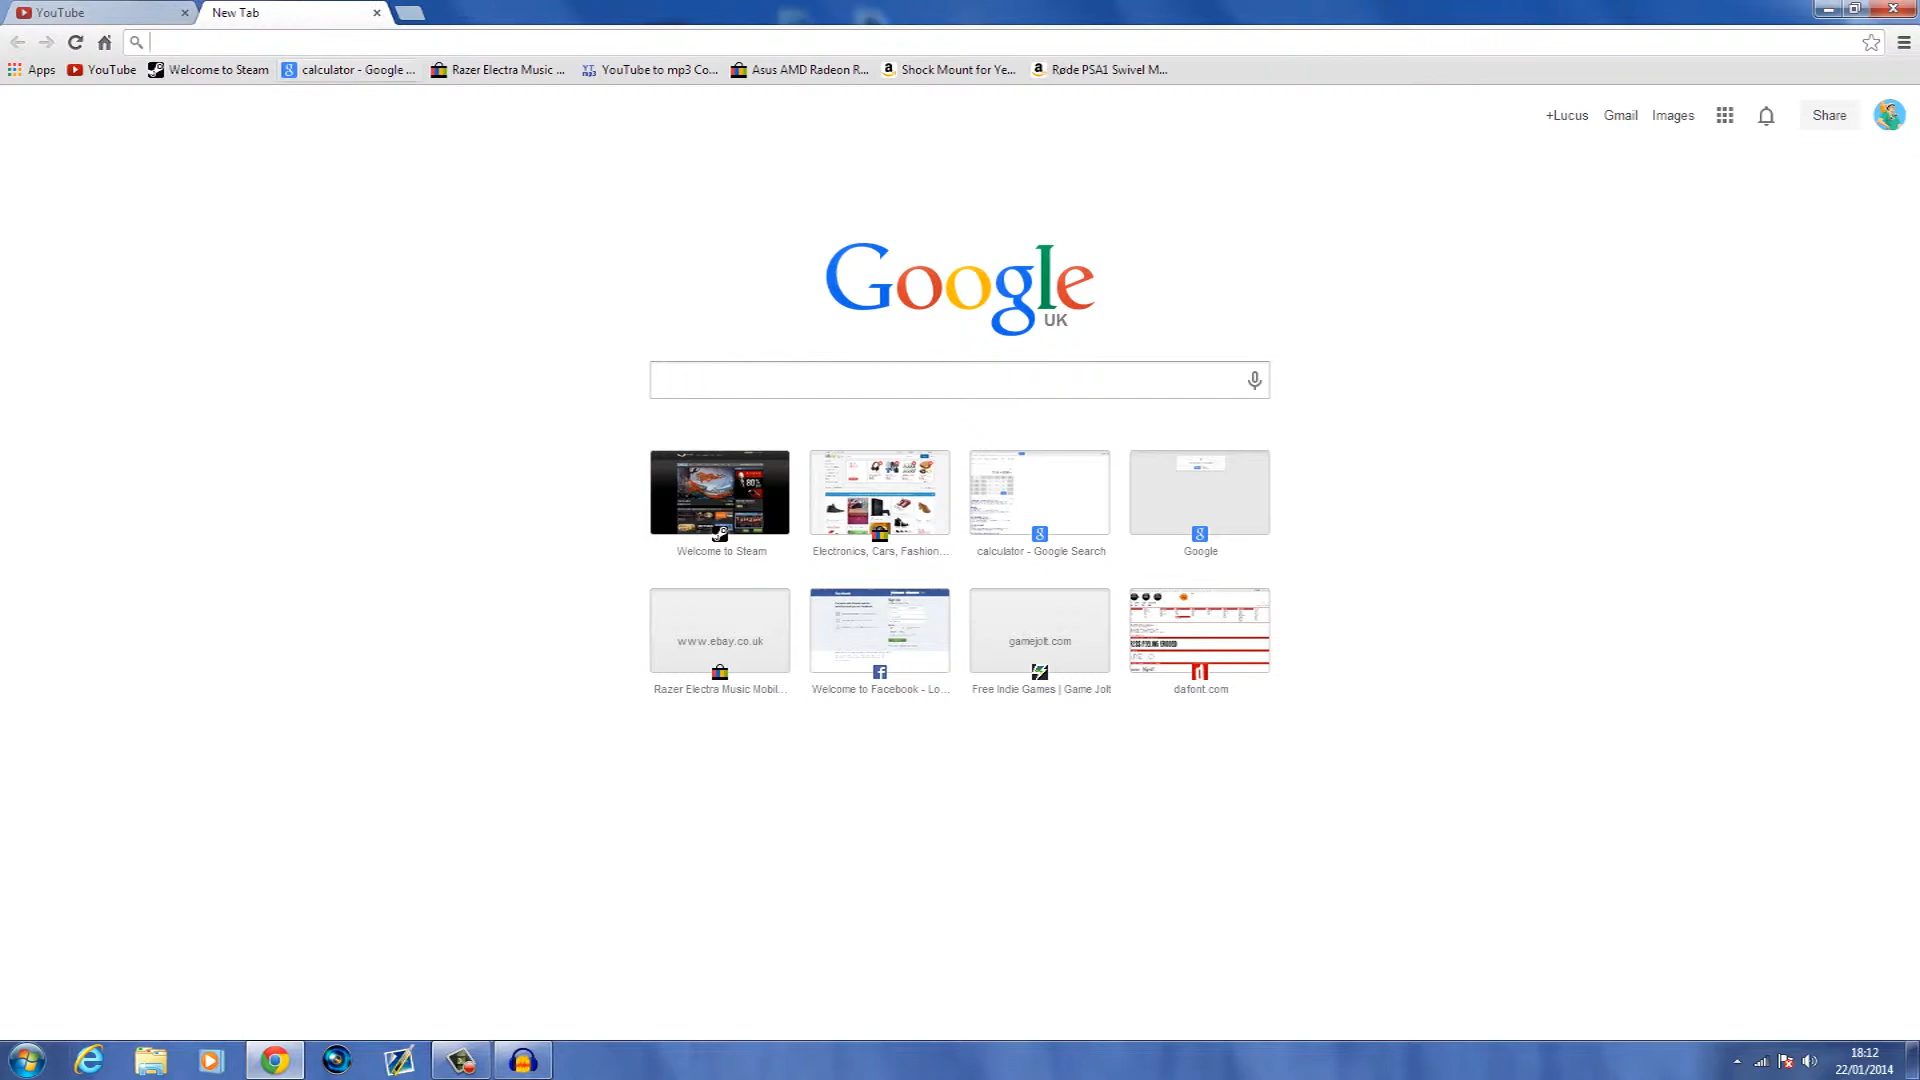 YouTube
New Tab
Apps
YouTube
Welcome to Steam
calculator - Google ...
Razer Electra Music ...
YouTube to mp3 Co...
Asus AMD Radeon R...
Shock Mount for Ye...
Røde PSA1 Swivel M...
+Lucus
Gmail
Images
Share
Google
UK
Welcome to Steam
Electronics, Cars, Fashion...
calculator - Google Search
Google
www.ebay.co.uk
gamejolt.com
Razer Electra Music Mobil...
Welcome to Facebook - Lo...
Free Indie Games | Game Jolt
dafont.com
18:12
22/01/2014